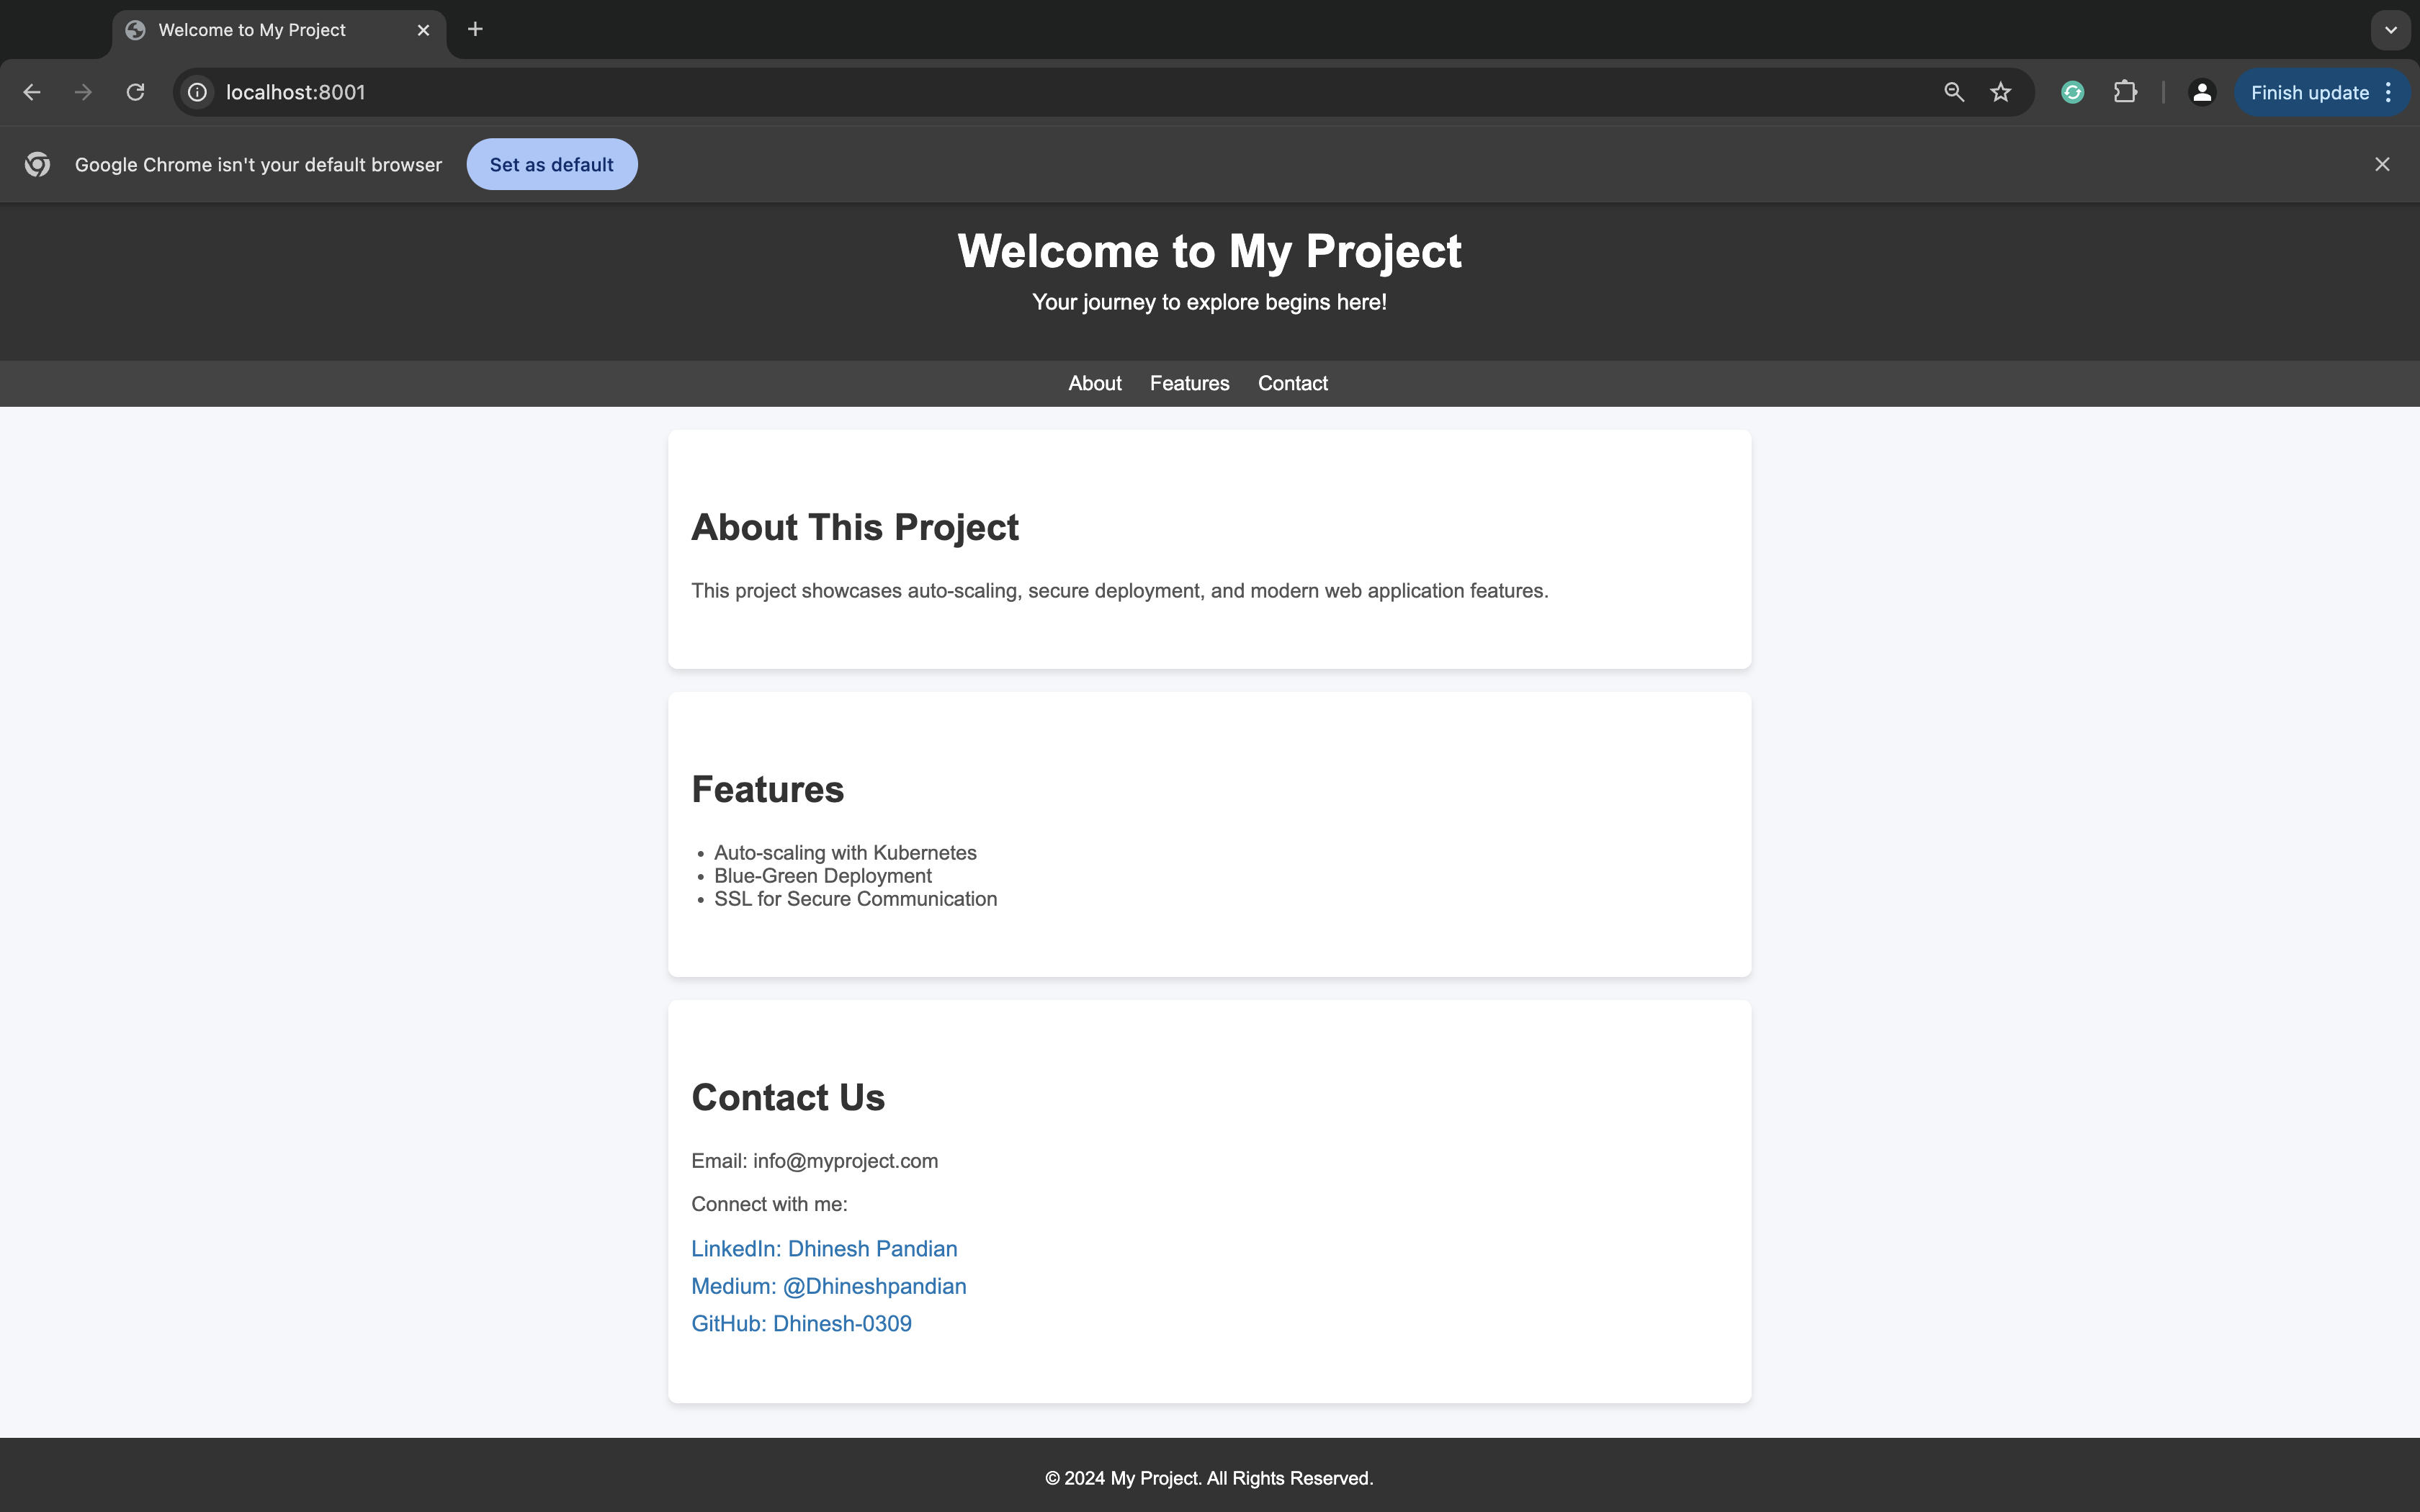 Welcome to My Project
localhost:8001
Finish update
Google Chrome isn't your default browser
Set as default
Welcome to My Project
Your journey to explore begins here!
About Features Contact
About This Project
This project showcases auto-scaling, secure deployment, and modern web application features.
Features
• Auto-scaling with Kubernetes
• Blue-Green Deployment
• SSL for Secure Communication
Contact Us
Email: info@myproject.com
Connect with me:
LinkedIn: Dhinesh Pandian
Medium: @Dhineshpandian
GitHub: Dhinesh-0309
© 2024 My Project. All Rights Reserved.